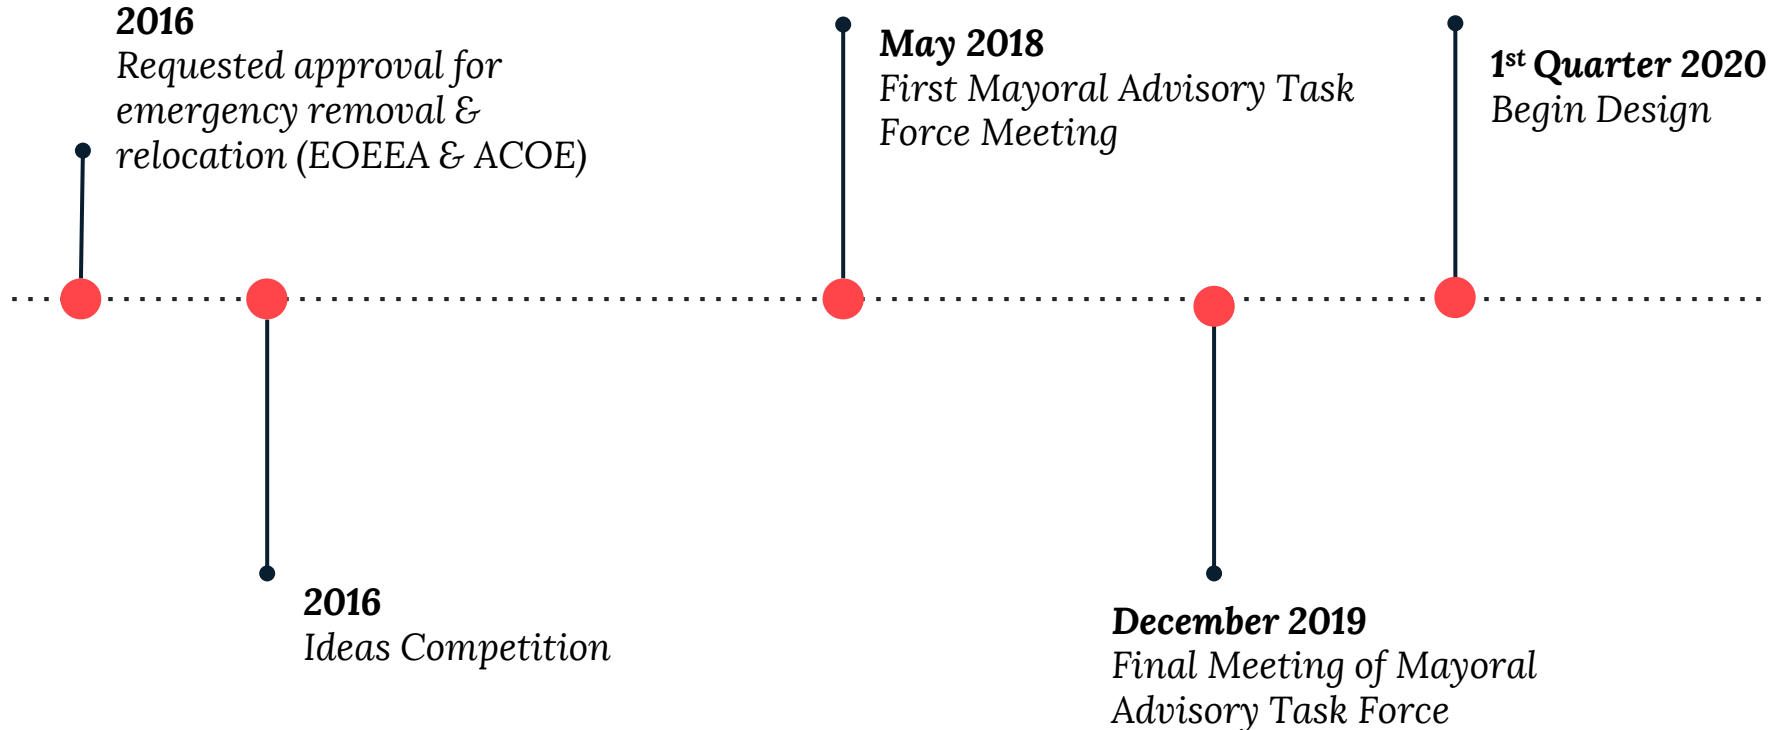 2016
Requested approval for
emergency removal &
relocation (EOEEA & ACOE)
2016
Ideas Competition
May 2018
First Mayoral Advisory Task
Force Meeting
December 2019
Final Meeting of Mayoral
Advisory Task Force
1st Quarter 2020
Begin Design